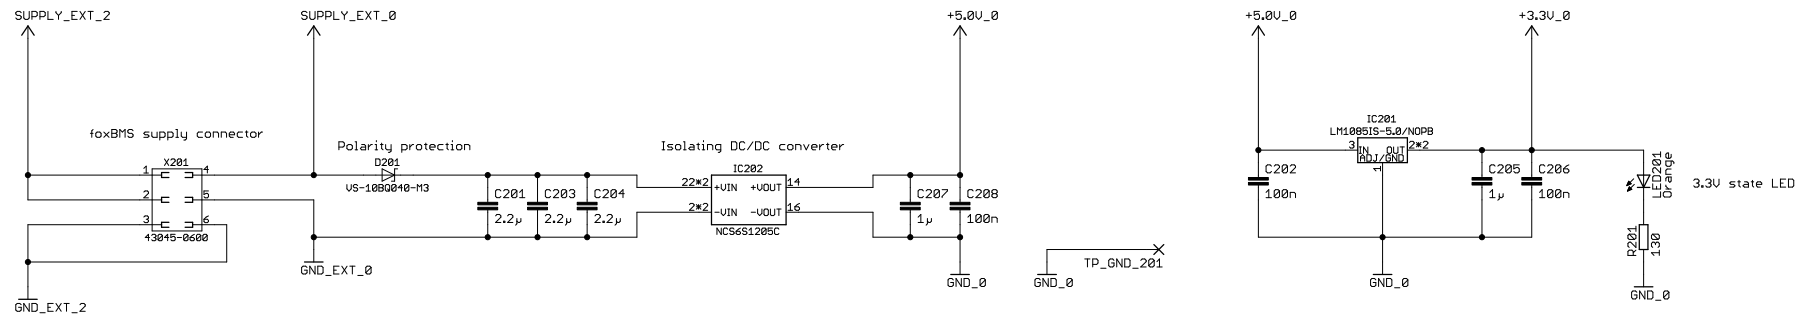 SUPPLY_EXT_2
SUPPLY_EXT_0
+5.0V_0
+5.0V_0
+3.3V_0
foxBMS supply connector
X201
1
4
2
5
3
6
43045-0600
GND_EXT_2
Polarity protection
D201
VS-10BQ040-M3
GND_EXT_0
C201
2.2µ
C203
2.2µ
C204
2.2µ
Isolating DC/DC converter
IC202
22*2
+VIN
+VOUT
14
2*2
-VIN
-VOUT
16
NCS6S1205C
C207
1µ
C208
100n
GND_0
TP_GND_201
GND_0
C202
100n
IC201
LM1085IS-5.0/NOPB
3
IN
OUT
2*2
ADJ/GND
1
GND_0
C205
1µ
C206
100n
LED201
Orange
3.3V state LED
R201
130
GND_0